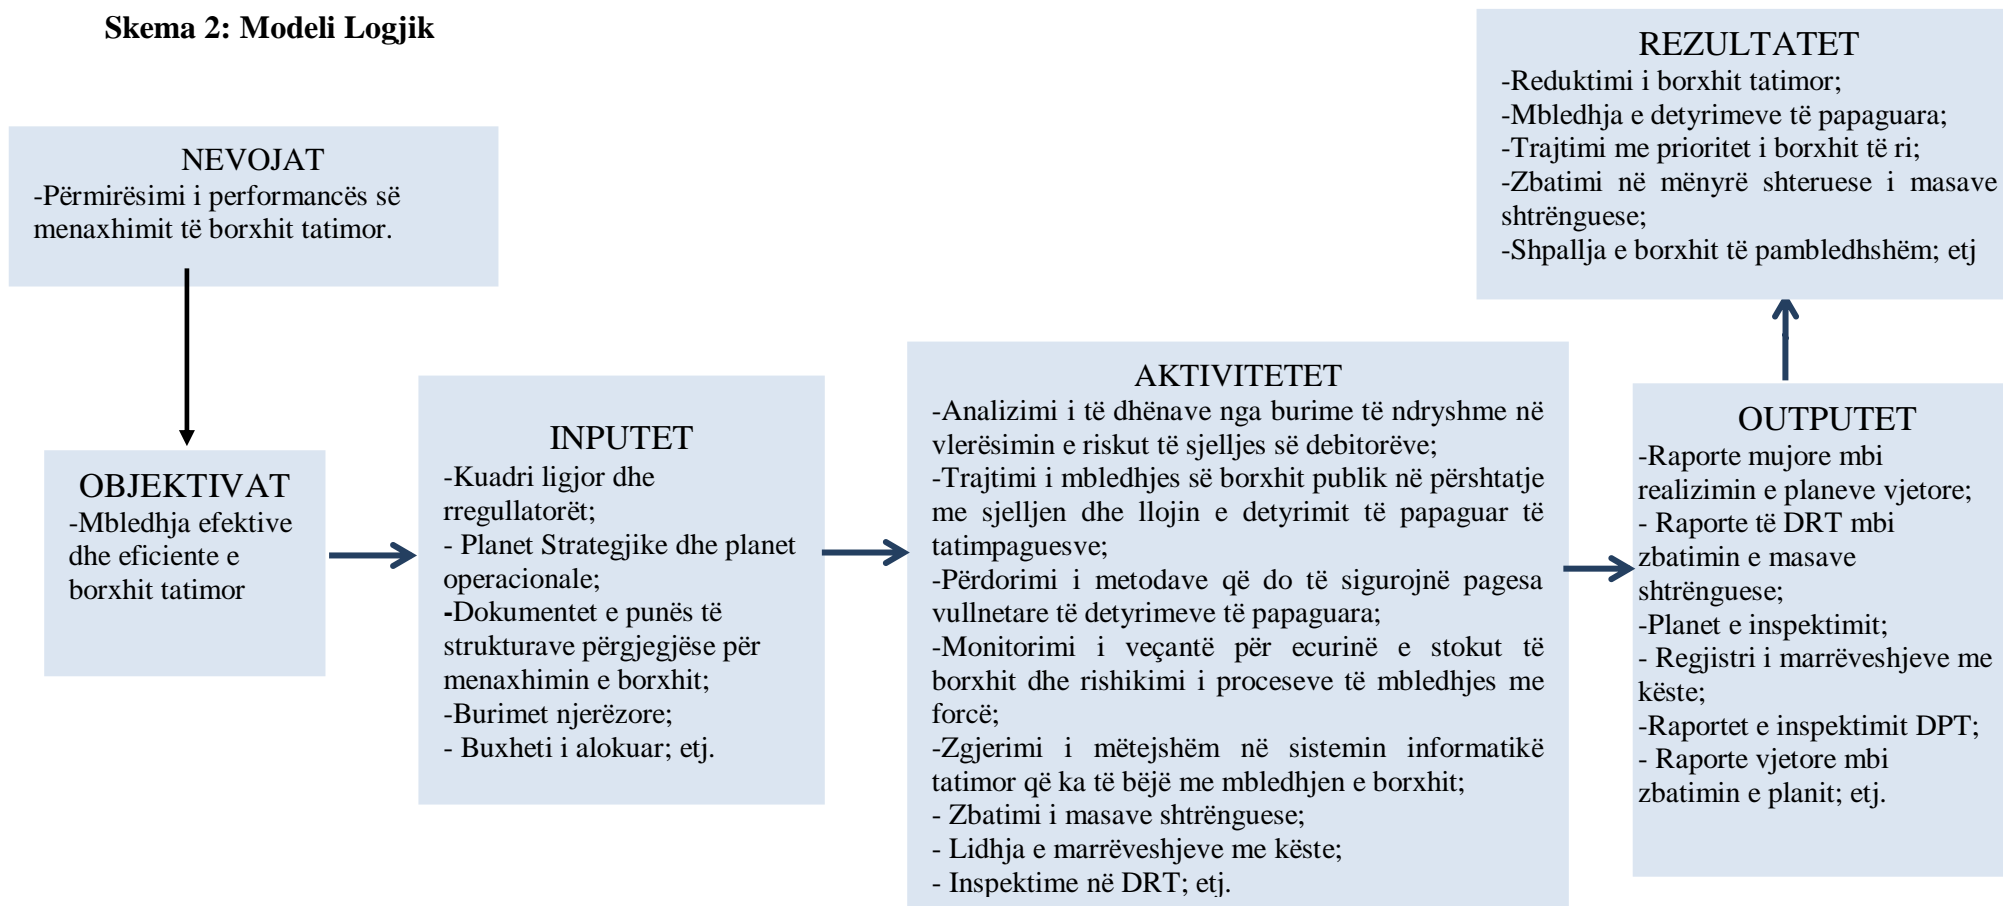 Skema 2: Modeli Logjik
NEVOJAT
-Përmirësimi i performancës së
menaxhimit të borxhit tatimor.
OBJEKTIVAT
-Mbledhja efektive
dhe eficiente e
borxhit tatimor
INPUTET
-Kuadri ligjor dhe
rregullatorët;
- Planet Strategjike dhe planet
operacionale;
-Dokumentet e punës të
strukturave përgjegjëse për
menaxhimin e borxhit;
-Burimet njerëzore;
- Buxheti i alokuar; etj.
AKTIVITETET
-Analizimi i të dhënave nga burime të ndryshme në
vlerësimin e riskut të sjelljes së debitorëve;
-Trajtimi i mbledhjes së borxhit publik në përshtatje
me sjelljen dhe llojin e detyrimit të papaguar të
tatimpaguesve;
-Përdorimi i metodave që do të sigurojnë pagesa
vullnetare të detyrimeve të papaguara;
-Monitorimi i veçantë për ecurinë e stokut të
borxhit dhe rishikimi i proceseve të mbledhjes me
forcë;
-Zgjerimi i mëtejshëm në sistemin informatikë
tatimor që ka të bëjë me mbledhjen e borxhit;
- Zbatimi i masave shtrënguese;
- Lidhja e marrëveshjeve me këste;
- Inspektime në DRT; etj.
OUTPUTET
-Raporte mujore mbi
realizimin e planeve vjetore;
- Raporte të DRT mbi
zbatimin e masave
shtrënguese;
-Planet e inspektimit;
- Regjistri i marrëveshjeve me
këste;
-Raportet e inspektimit DPT;
- Raporte vjetore mbi
zbatimin e planit; etj.
REZULTATET
-Reduktimi i borxhit tatimor;
-Mbledhja e detyrimeve të papaguara;
-Trajtimi me prioritet i borxhit të ri;
-Zbatimi në mënyrë shteruese i masave
shtrënguese;
-Shpallja e borxhit të pambledhshëm; etj